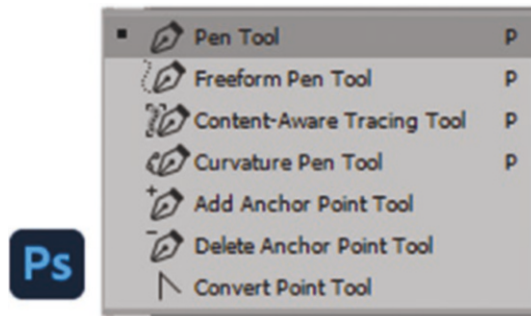 Pen Tool P
Freeform Pen Tool P
Content-Aware Tracing Tool P
Curvature Pen Tool P
Add Anchor Point Tool
Delete Anchor Point Tool
Ps
Convert Point Tool